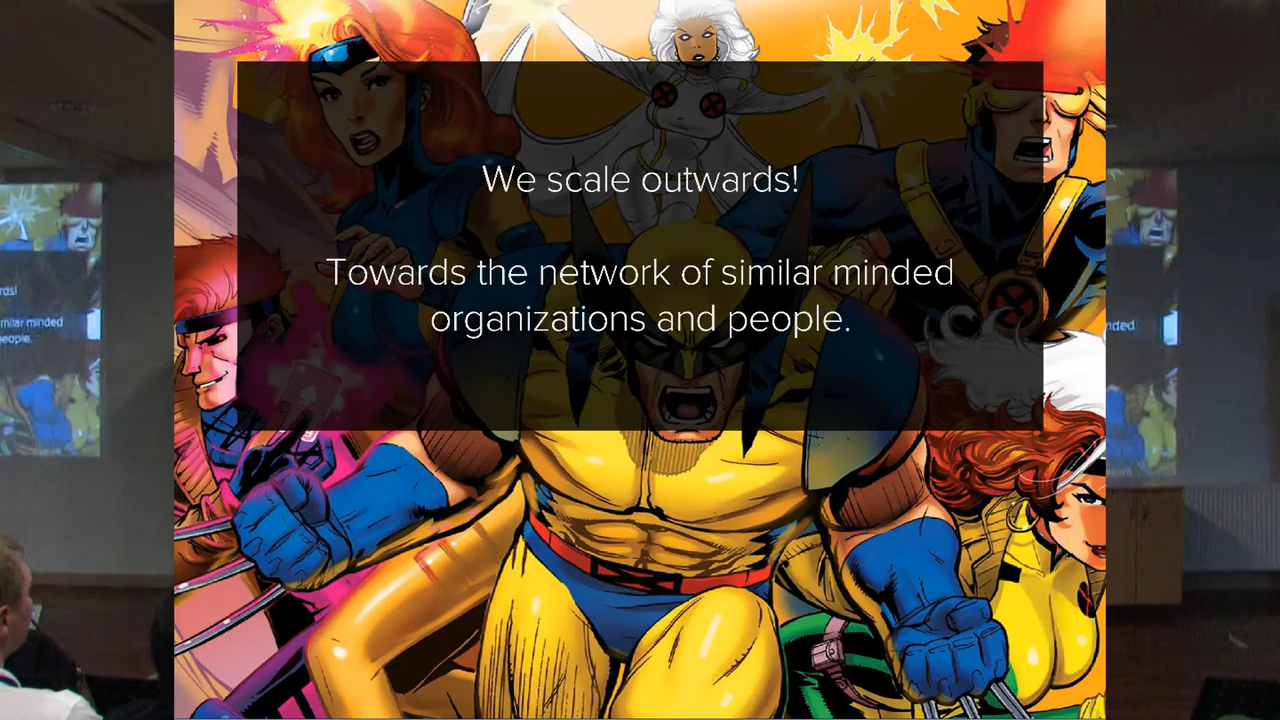 We scale outwards!
Towards the network of similar minded
organizations and people.